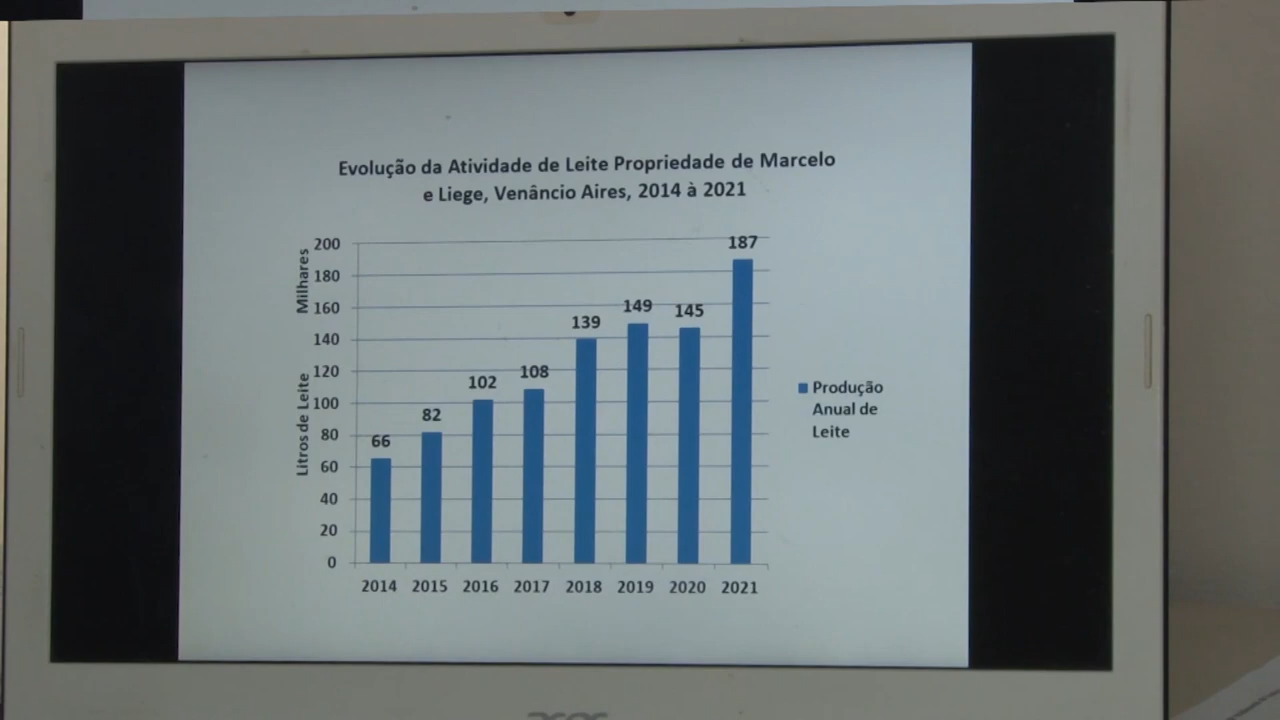 Evolução da Atividade de Leite Propriedade de Marcelo
e Liege, Venâncio Aires, 2014 à 2021
Milhares
Litros de Leite
200
180
160
140
120
100
80
60
40
20
0
66
82
102
108
139
149
145
187
2014 2015 2016 2017 2018 2019 2020 2021
Produção
Anual de
Leite
acer